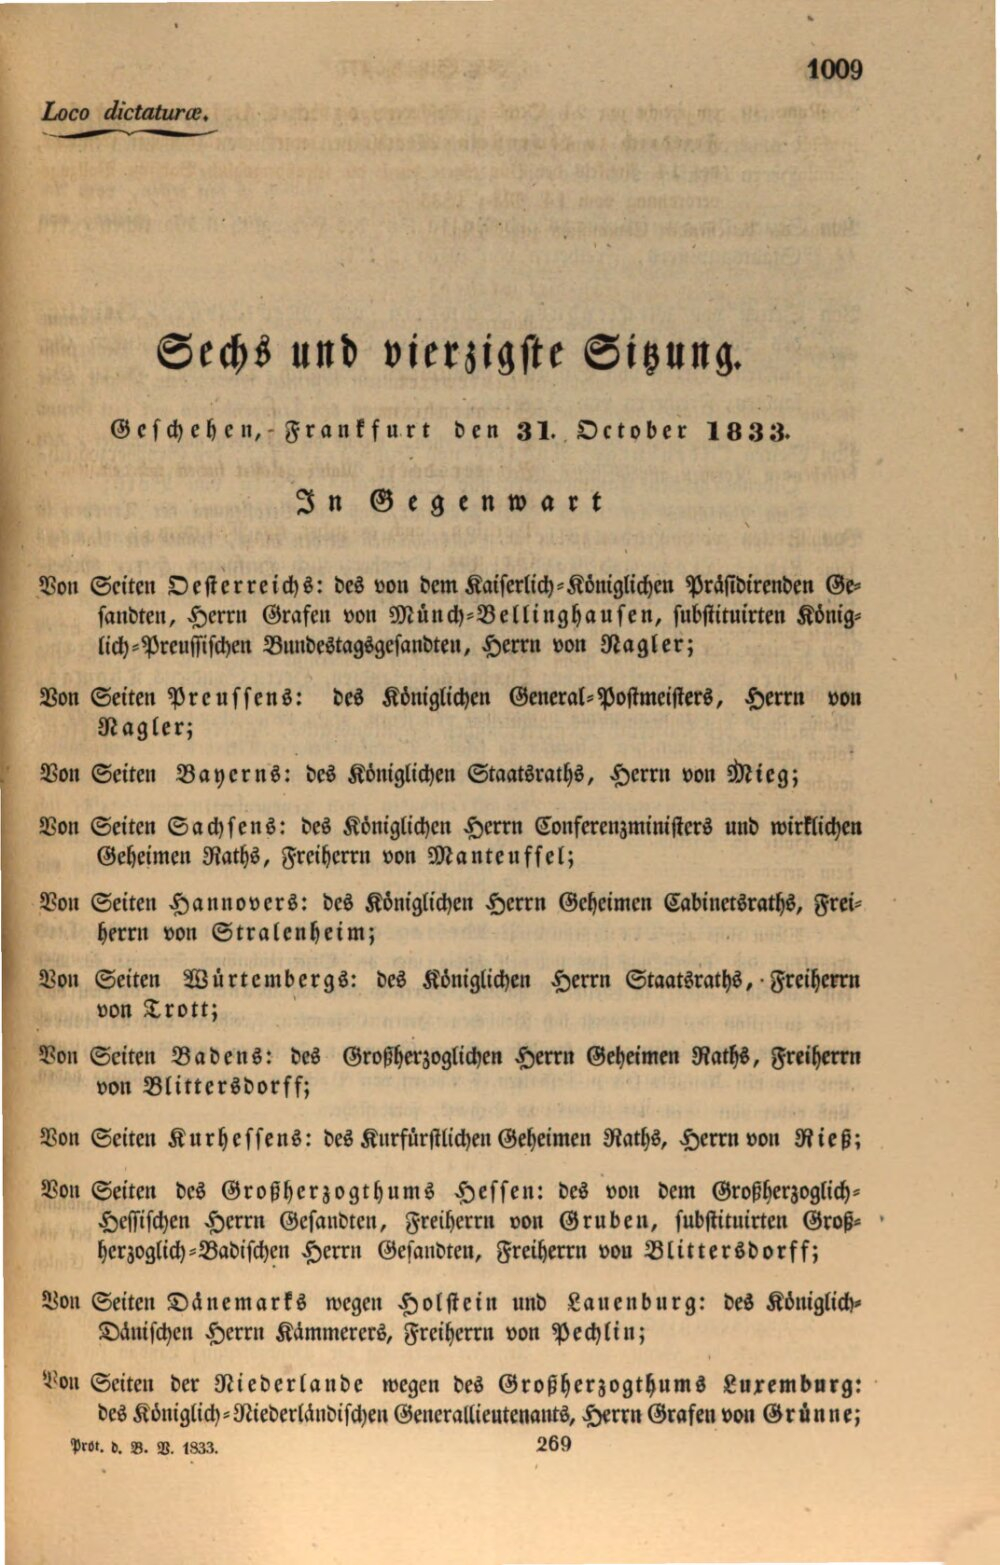 1009
Loco dictaturæ.
Sechs und vierzigste Sitzung.
Geschehen, Frankfurt den 31. October 1833.
In Gegenwart
Von Seiten Oesterreichs: des von dem Kaiserlich-Königlichen Präsidirenden Ge-
sandten, Herrn Grafen von Münch-Bellinghausen, substituirten König-
lich-Preussischen Bundestagsgesandten, Herrn von Nagler;
Von Seiten Preussens: des Königlichen General-Postmeisters, Herrn von
Nagler;
Von Seiten Bayerns: des Königlichen Staatsraths, Herrn von Mieg;
Von Seiten Sachsens: des Königlichen Herrn Conferenzministers und wirklichen
Geheimen Raths, Freiherrn von Manteuffel;
Von Seiten Hannovers: des Königlichen Herrn Geheimen Cabinetsraths, Frei-
herrn von Stralenheim;
Von Seiten Würtembergs: des Königlichen Herrn Staatsraths, Freiherrn
von Trott;
Von Seiten Badens: des Großherzoglichen Herrn Geheimen Raths, Freiherrn
von Blittersdorff;
Von Seiten Kurhessens: des Kurfürstlichen Geheimen Raths, Herrn von Rieß;
Von Seiten des Großherzogthums Hessen: des von dem Großherzoglich-
Hessischen Herrn Gesandten, Freiherrn von Gruben, substituirten Groß-
herzoglich-Badischen Herrn Gesandten, Freiherrn von Blittersdorff;
Von Seiten Dänemarks wegen Holstein und Lauenburg: des Königlich-
Dänischen Herrn Kämmerers, Freiherrn von Pechlin;
Von Seiten der Niederlande wegen des Großherzogthums Luxemburg:
des Königlich-Niederländischen Generallieutenants, Herrn Grafen von Grünne;
Prot. d. B. V. 1833.
269